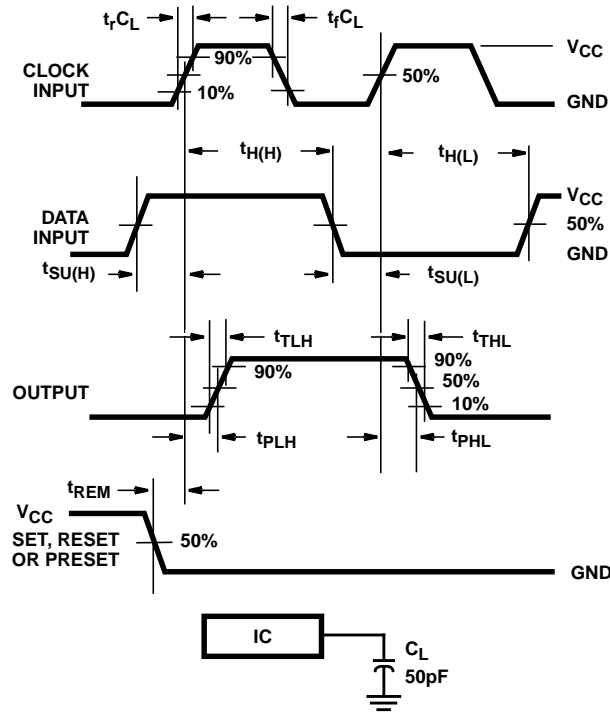 trCL
tfCL
VCC
90%
50%
CLOCK
INPUT
10%
GND
tH(H)
tH(L)
VCC
DATA
INPUT
50%
GND
tSU(H)
tSU(L)
tTLH
tTHL
90%
90%
50%
OUTPUT
10%
tPLH
tPHL
tREM
VCC
50%
SET, RESET
OR PRESET
GND
IC
CL
50pF